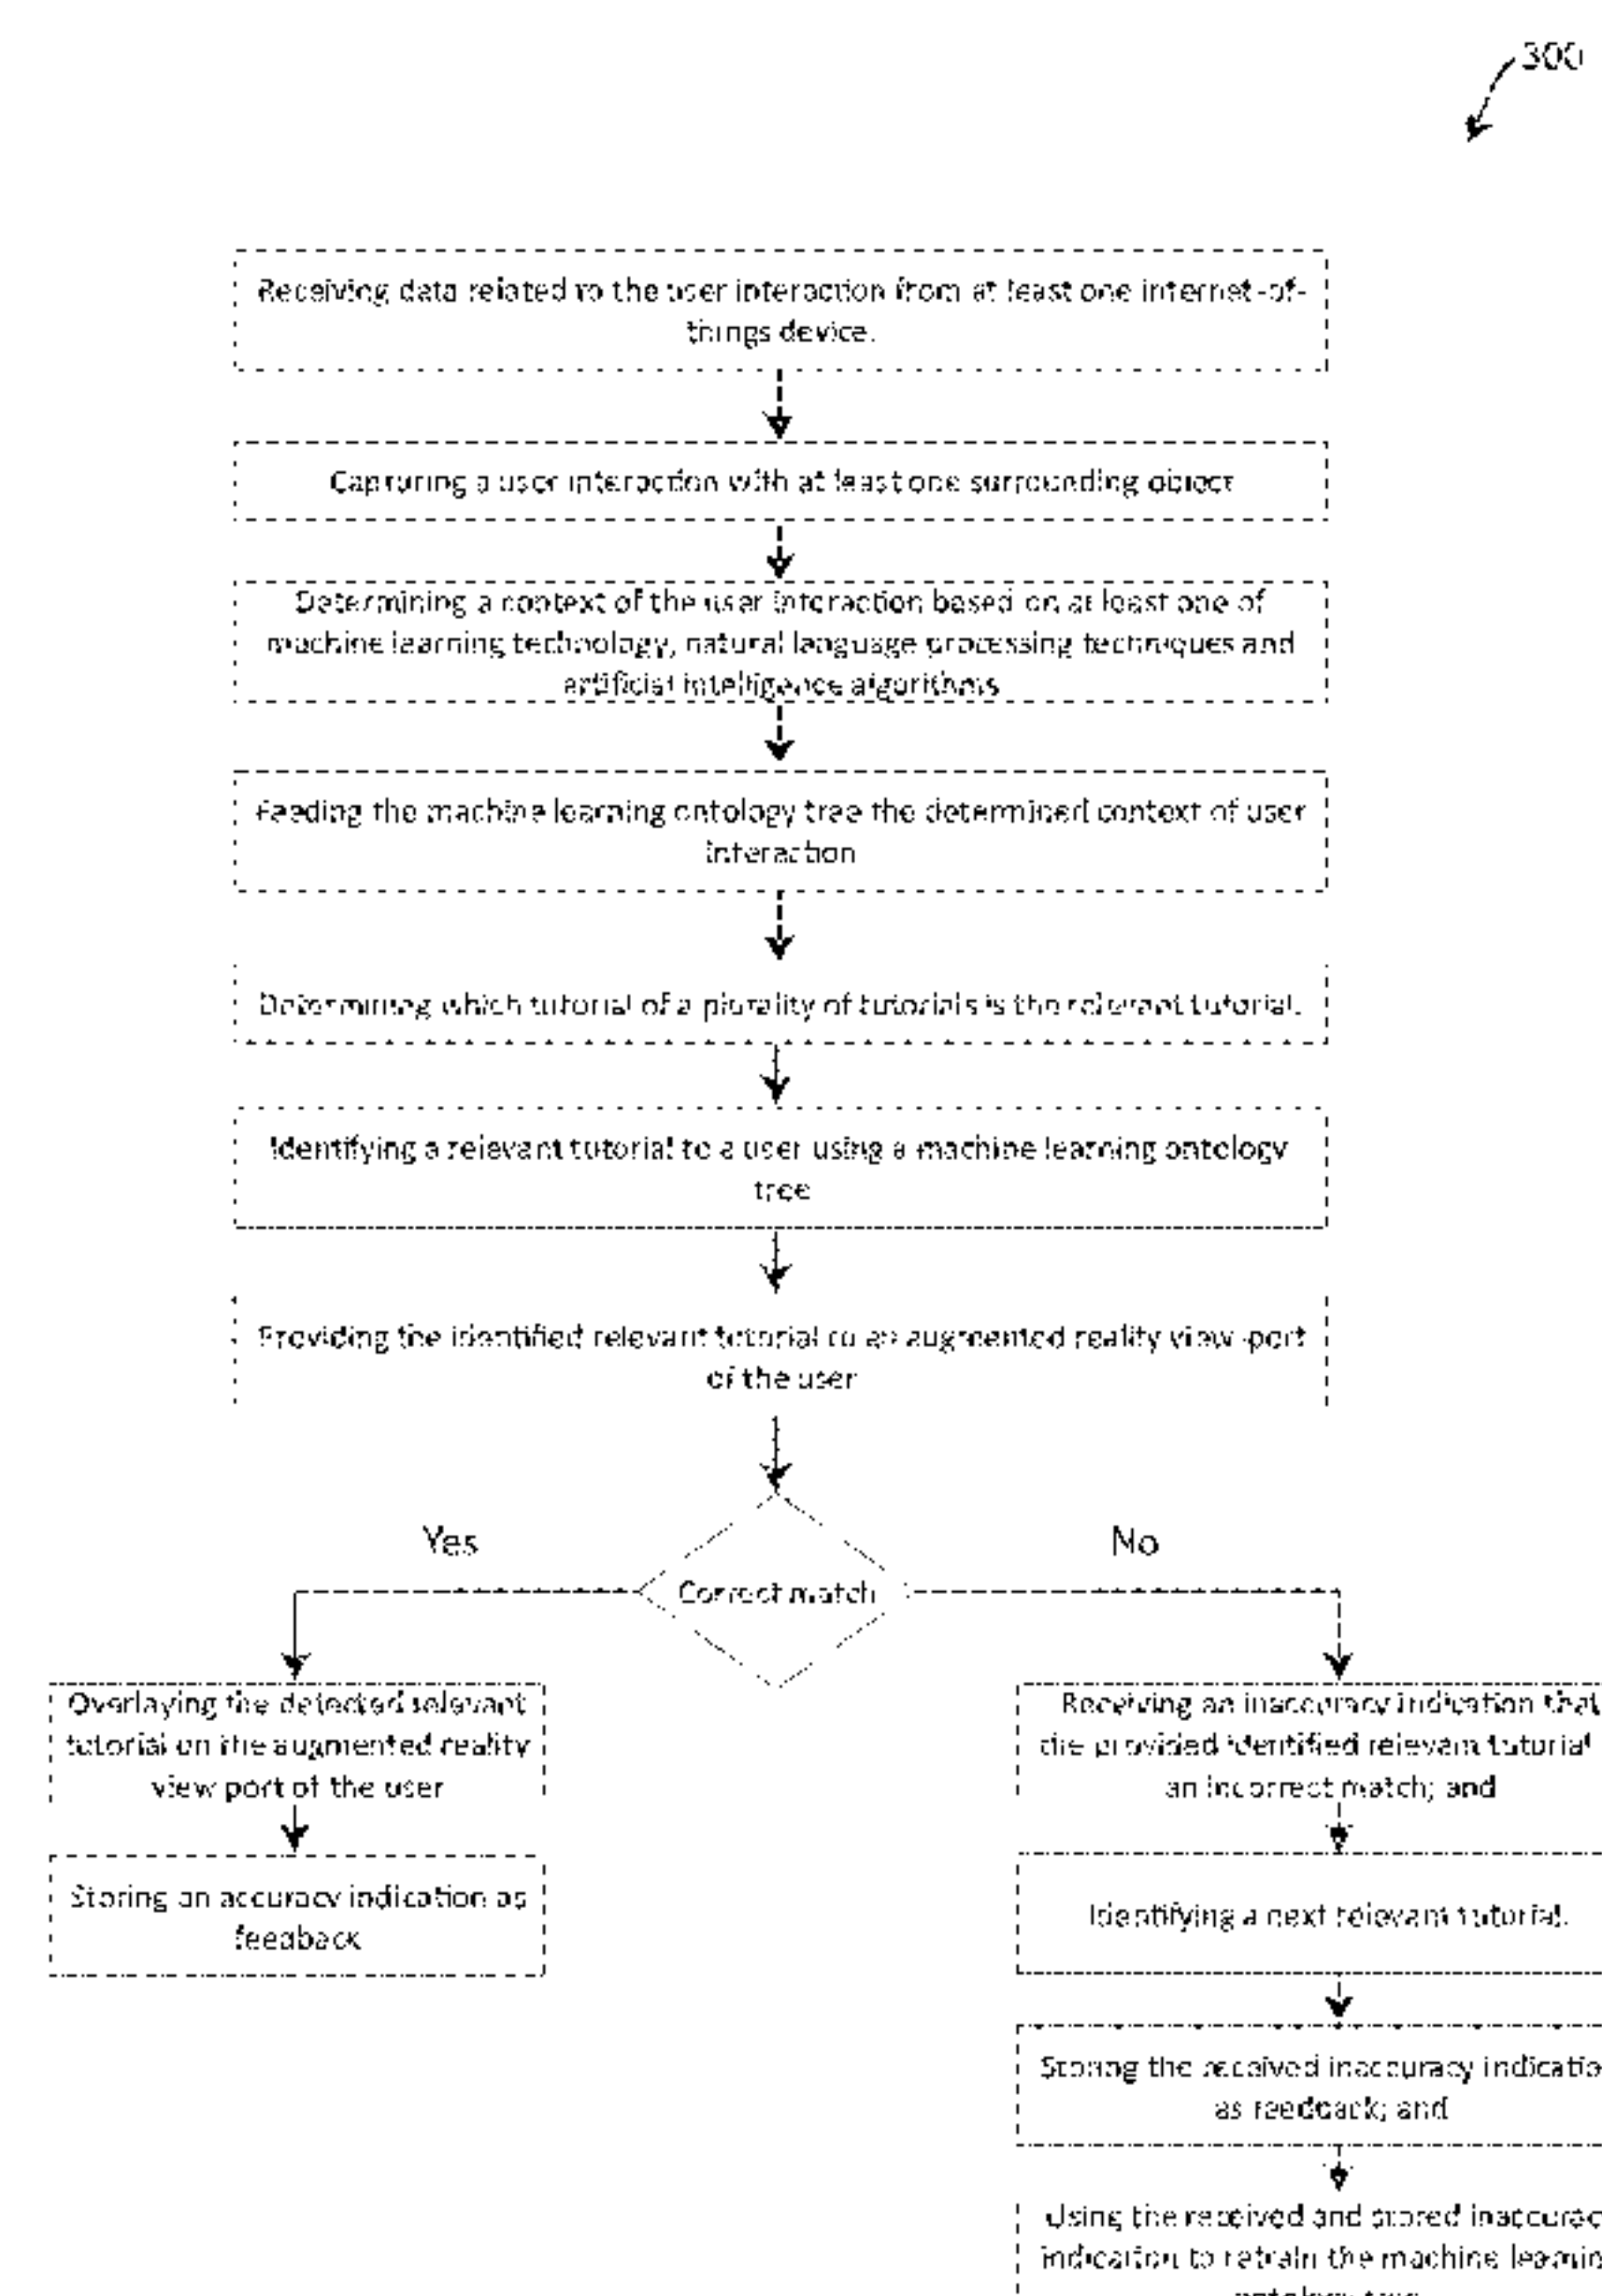 300
Receiving data related to the user interaction from at least one internet-of-
things device.
Capturing a user interaction with at least one surrounding object
Determining a context of the user interaction based on at least one of
machine learning technology, natural language processing techniques and
artificial intelligence algorithms
Feeding the machine learning ontology tree the determined context of user
interaction
Determining which tutorial of a plurality of tutorials is the relevant tutorial.
Identifying a relevant tutorial to a user using a machine learning ontology
tree
Providing the identified relevant tutorial to an augmented reality view-port
of the user
Yes
No
Correct match
Overlaying the detected relevant
tutorial on the augmented reality
view port of the user
Storing an accuracy indication as
feedback
Receiving an inaccuracy indication that
the provided identified relevant tutorial
an incorrect match; and
Identifying a next relevant tutorial.
Storing the received inaccuracy indicatio
as feedback; and
Using the received and stored inaccurac
indication to retrain the machine learnin